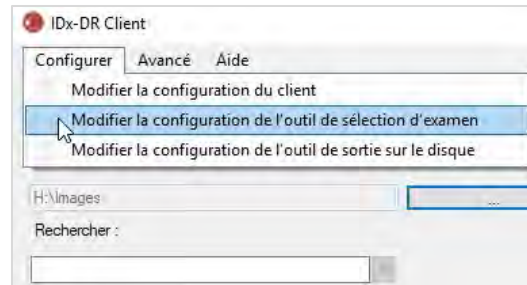 IDx-DR Client
Configurer Avancé Aide
Modifier la configuration du client
Modifier la configuration de l'outil de sélection d'examen
Modifier la configuration de l'outil de sortie sur le disque
H:\Images ...
Rechercher :